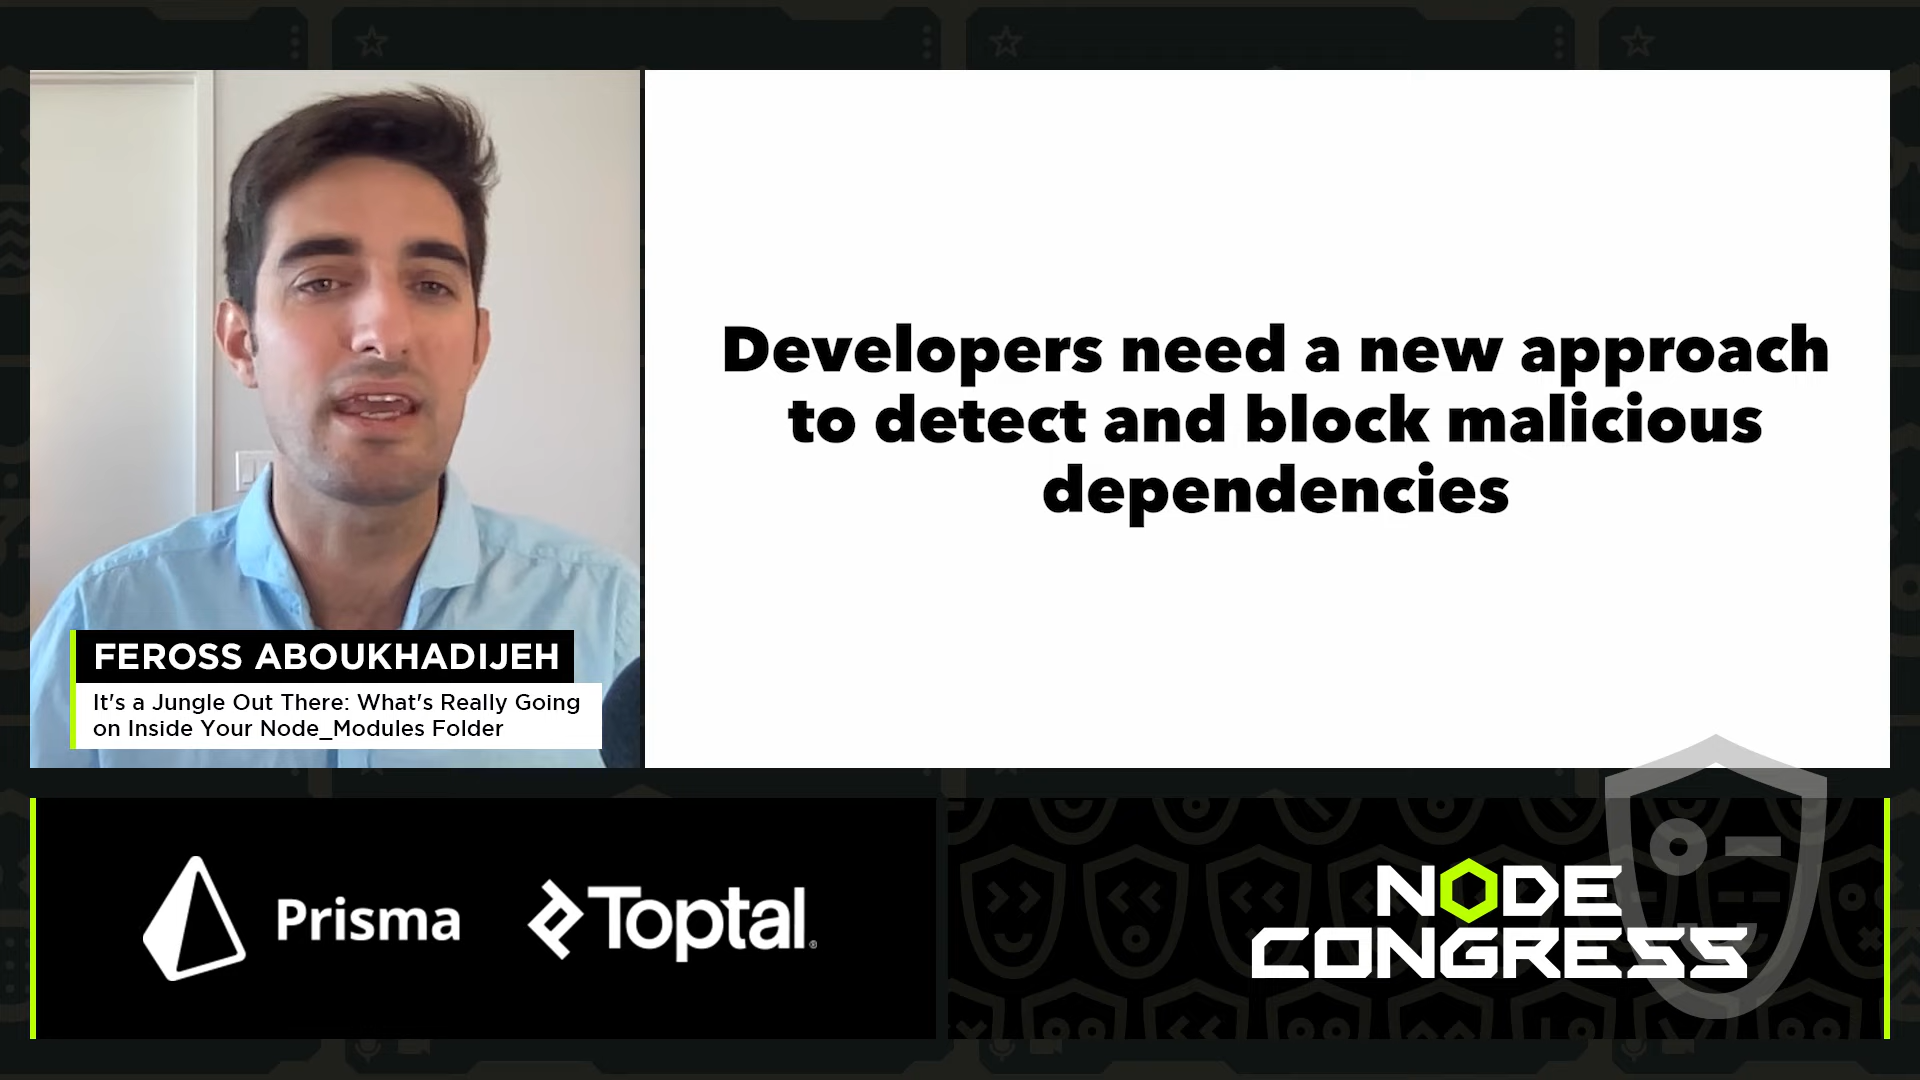 Developers need a new approach
to detect and block malicious
dependencies
FEROSS ABOUKHADIJEH
It's a Jungle Out There: What's Really Going
on Inside Your Node_Modules Folder
Prisma
Toptal®
NODE
CONGRESS